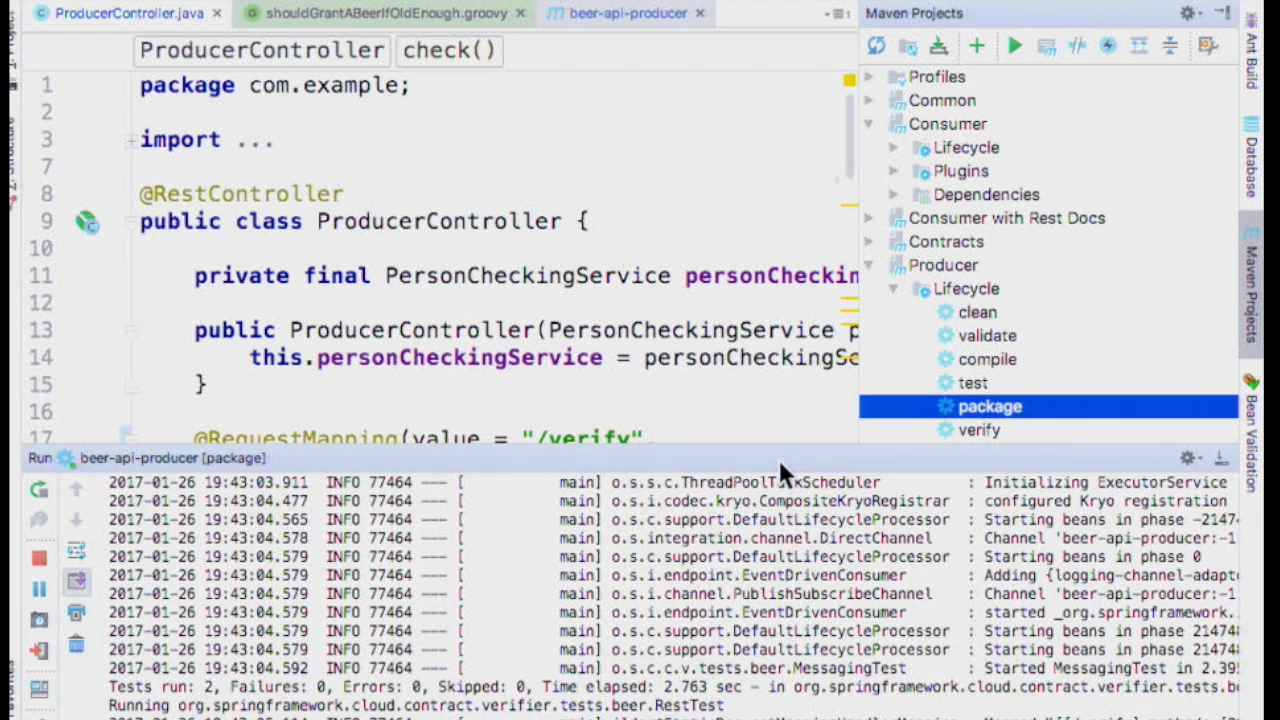 ProducerController.java
shouldGrantABeerIfOldEnough.groovy
beer-api-producer
Maven Projects
ProducerController
check()
1 package com.example;
2
3 import ...
8 @RestController
9 public class ProducerController {
10
11 private final PersonCheckingService personCheckin
12
13 public ProducerController(PersonCheckingService p
14 this.personCheckingService = personCheckingSe
15 }
16
17 @RequestMapping(value = "/verify",
Profiles
Common
Consumer
Lifecycle
Plugins
Dependencies
Consumer with Rest Docs
Contracts
Producer
Lifecycle
clean
validate
compile
test
package
verify
Ant Build
Database
Maven Projects
Bean Validation
Run beer-api-producer [package]
2017-01-26 19:43:03.911 INFO 77464 --- [ main] o.s.s.c.ThreadPoolTaskScheduler : Initializing ExecutorService
2017-01-26 19:43:04.477 INFO 77464 --- [ main] o.s.i.codec.kryo.CompositeKryoRegistrar : configured Kryo registration
2017-01-26 19:43:04.565 INFO 77464 --- [ main] o.s.c.support.DefaultLifecycleProcessor : Starting beans in phase -2147
2017-01-26 19:43:04.578 INFO 77464 --- [ main] o.s.integration.channel.DirectChannel : Channel 'beer-api-producer:-1
2017-01-26 19:43:04.579 INFO 77464 --- [ main] o.s.c.support.DefaultLifecycleProcessor : Starting beans in phase 0
2017-01-26 19:43:04.579 INFO 77464 --- [ main] o.s.i.endpoint.EventDrivenConsumer : Adding {logging-channel-adapt
2017-01-26 19:43:04.579 INFO 77464 --- [ main] o.s.i.channel.PublishSubscribeChannel : Channel 'beer-api-producer:-1
2017-01-26 19:43:04.579 INFO 77464 --- [ main] o.s.i.endpoint.EventDrivenConsumer : started _org.springframework.
2017-01-26 19:43:04.579 INFO 77464 --- [ main] o.s.c.support.DefaultLifecycleProcessor : Starting beans in phase 21474
2017-01-26 19:43:04.579 INFO 77464 --- [ main] o.s.c.support.DefaultLifecycleProcessor : Starting beans in phase 21474
2017-01-26 19:43:04.592 INFO 77464 --- [ main] o.s.c.c.v.tests.beer.MessagingTest : Started MessagingTest in 2.39
Tests run: 2, Failures: 0, Errors: 0, Skipped: 0, Time elapsed: 2.763 sec - in org.springframework.cloud.contract.verifier.tests.be
Running org.springframework.cloud.contract.verifier.tests.beer.RestTest